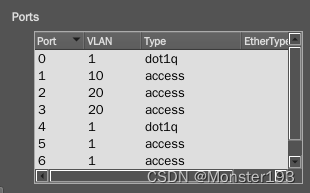 Ports
Port VLAN Type EtherType
0 1 dot1q
1 10 access
2 20 access
3 20 access
4 1 dot1q
5 1 access
6 1 access
CSDN @Monster193